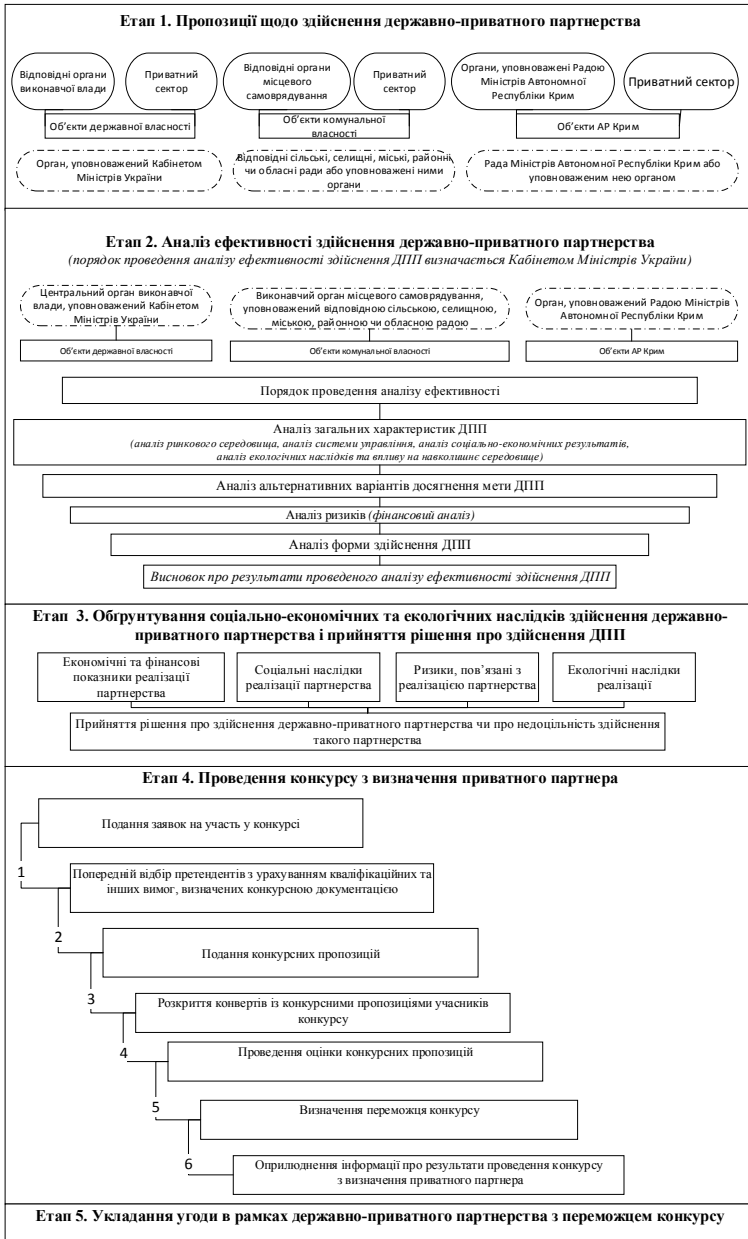 Етап 1. Пропозиції щодо здійснення державно-приватного партнерства
Відповідні органи
виконавчої влади
Приватний
сектор
Відповідні органи
місцевого
самоврядування
Приватний
сектор
Органи, уповноважені Радою
Міністрів Автономної
Республіки Крим
Приватний сектор
Об’єкти державної власності
Об’єкти комунальної
власності
Об’єкти АР Крим
Орган, уповноважений Кабінетом
Міністрів України
Відповідні сільські, селищні, міські, районні
чи обласні ради або уповноважені ними
органи
Рада Міністрів Автономної Республіки Крим або
уповноваженим нею органом
Етап 2. Аналіз ефективності здійснення державно-приватного партнерства
(порядок проведення аналізу ефективності здійснення ДПП визначається Кабінетом Міністрів України)
Центральний орган виконавчої
влади, уповноважений Кабінетом
Міністрів України
Виконавчий орган місцевого самоврядування,
уповноважений відповідною сільською, селищною,
міською, районною чи обласною радою
Орган, уповноважений Радою Міністрів
Автономної Республіки Крим
Об’єкти державної власності
Об’єкти комунальної власності
Об’єкти АР Крим
Порядок проведення аналізу ефективності
Аналіз загальних характеристик ДПП
(аналіз ринкового середовища, аналіз системи управління, аналіз соціально-економічних результатів,
аналіз екологічних наслідків та впливу на навколишнє середовище)
Аналіз альтернативних варіантів досягнення мети ДПП
Аналіз ризиків (фінансовий аналіз)
Аналіз форми здійснення ДПП
Висновок про результати проведеного аналізу ефективності здійснення ДПП
Етап 3. Обґрунтування соціально-економічних та екологічних наслідків здійснення державно-
приватного партнерства і прийняття рішення про здійснення ДПП
Економічні та фінансові
показники реалізації
партнерства
Соціальні наслідки
реалізації партнерства
Ризики, пов’язані з
реалізацією партнерства
Екологічні наслідки
реалізації
Прийняття рішення про здійснення державно-приватного партнерства чи про недоцільність здійснення
такого партнерства
Етап 4. Проведення конкурсу з визначення приватного партнера
Подання заявок на участь у конкурсі
1
Попередній відбір претендентів з урахуванням кваліфікаційних та
інших вимог, визначених конкурсною документацією
2
Подання конкурсних пропозицій
3
Розкриття конвертів із конкурсними пропозиціями учасників
конкурсу
4
Проведення оцінки конкурсних пропозицій
5
Визначення переможця конкурсу
6
Оприлюднення інформації про результати проведення конкурсу
з визначення приватного партнера
Етап 5. Укладання угоди в рамках державно-приватного партнерства з переможцем конкурсу